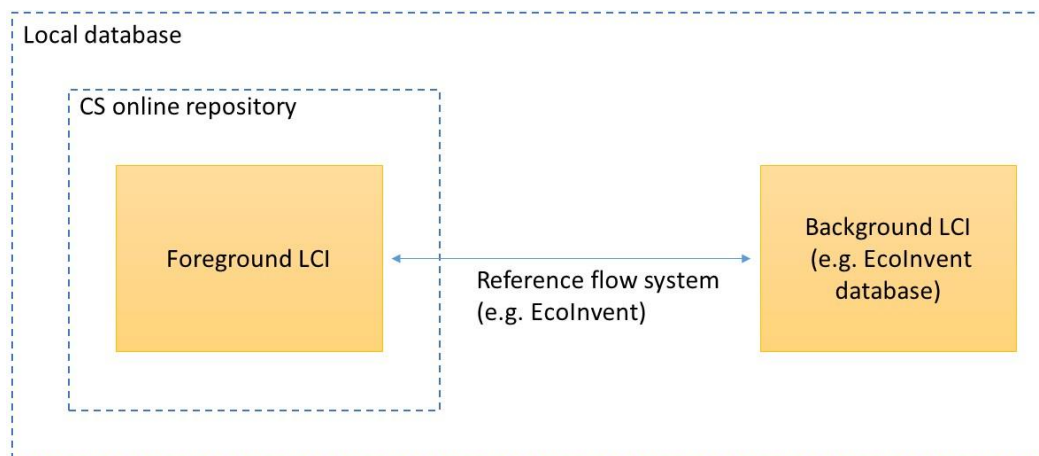 Local database
CS online repository
Foreground LCI
Reference flow system
(e.g. EcoInvent)
Background LCI
(e.g. EcoInvent
database)